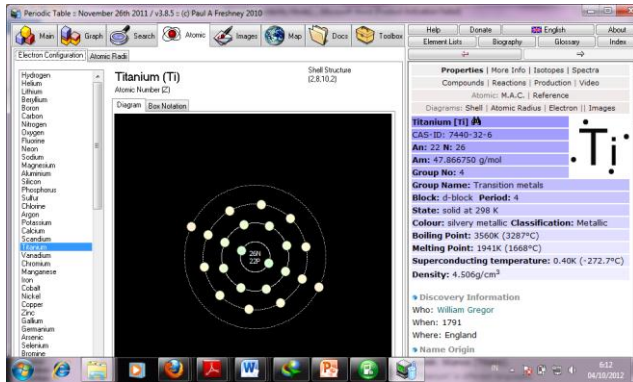 Periodic Table :: November 26th 2011 / v3.8.5 :: (c) Paul A Freshney 2010
Main
Graph
Search
Atomic
Images
Map
Docs
Toolbox
Help
Donate
English
About
Element Lists
Biography
Glossary
Index
Electron Configuration
Atomic Radii
Hydrogen
Helium
Lithium
Beryllium
Boron
Carbon
Nitrogen
Oxygen
Fluorine
Neon
Sodium
Magnesium
Aluminium
Silicon
Phosphorus
Sulfur
Chlorine
Argon
Potassium
Calcium
Scandium
Titanium
Vanadium
Chromium
Manganese
Iron
Cobalt
Nickel
Copper
Zinc
Gallium
Germanium
Arsenic
Selenium
Bromine
Titanium (Ti)
Atomic Number (Z)
Shell Structure
(2,8,10,2)
Diagram
Box Notation
26N
22P
Properties | More Info | Isotopes | Spectra
Compounds | Reactions | Production | Video
Atomic: M.A.C. | Reference
Diagrams: Shell | Atomic Radius | Electron || Images
Titanium [Ti]
CAS-ID: 7440-32-6
An: 22 N: 26
Am: 47.866750 g/mol
Group No: 4
Group Name: Transition metals
Block: d-block Period: 4
State: solid at 298 K
Colour: silvery metallic Classification: Metallic
Boiling Point: 3560K (3287°C)
Melting Point: 1941K (1668°C)
Superconducting temperature: 0.40K (-272.7°C)
Density: 4.506g/cm³
Ti
Discovery Information
Who: William Gregor
When: 1791
Where: England
Name Origin
6:12
04/10/2012